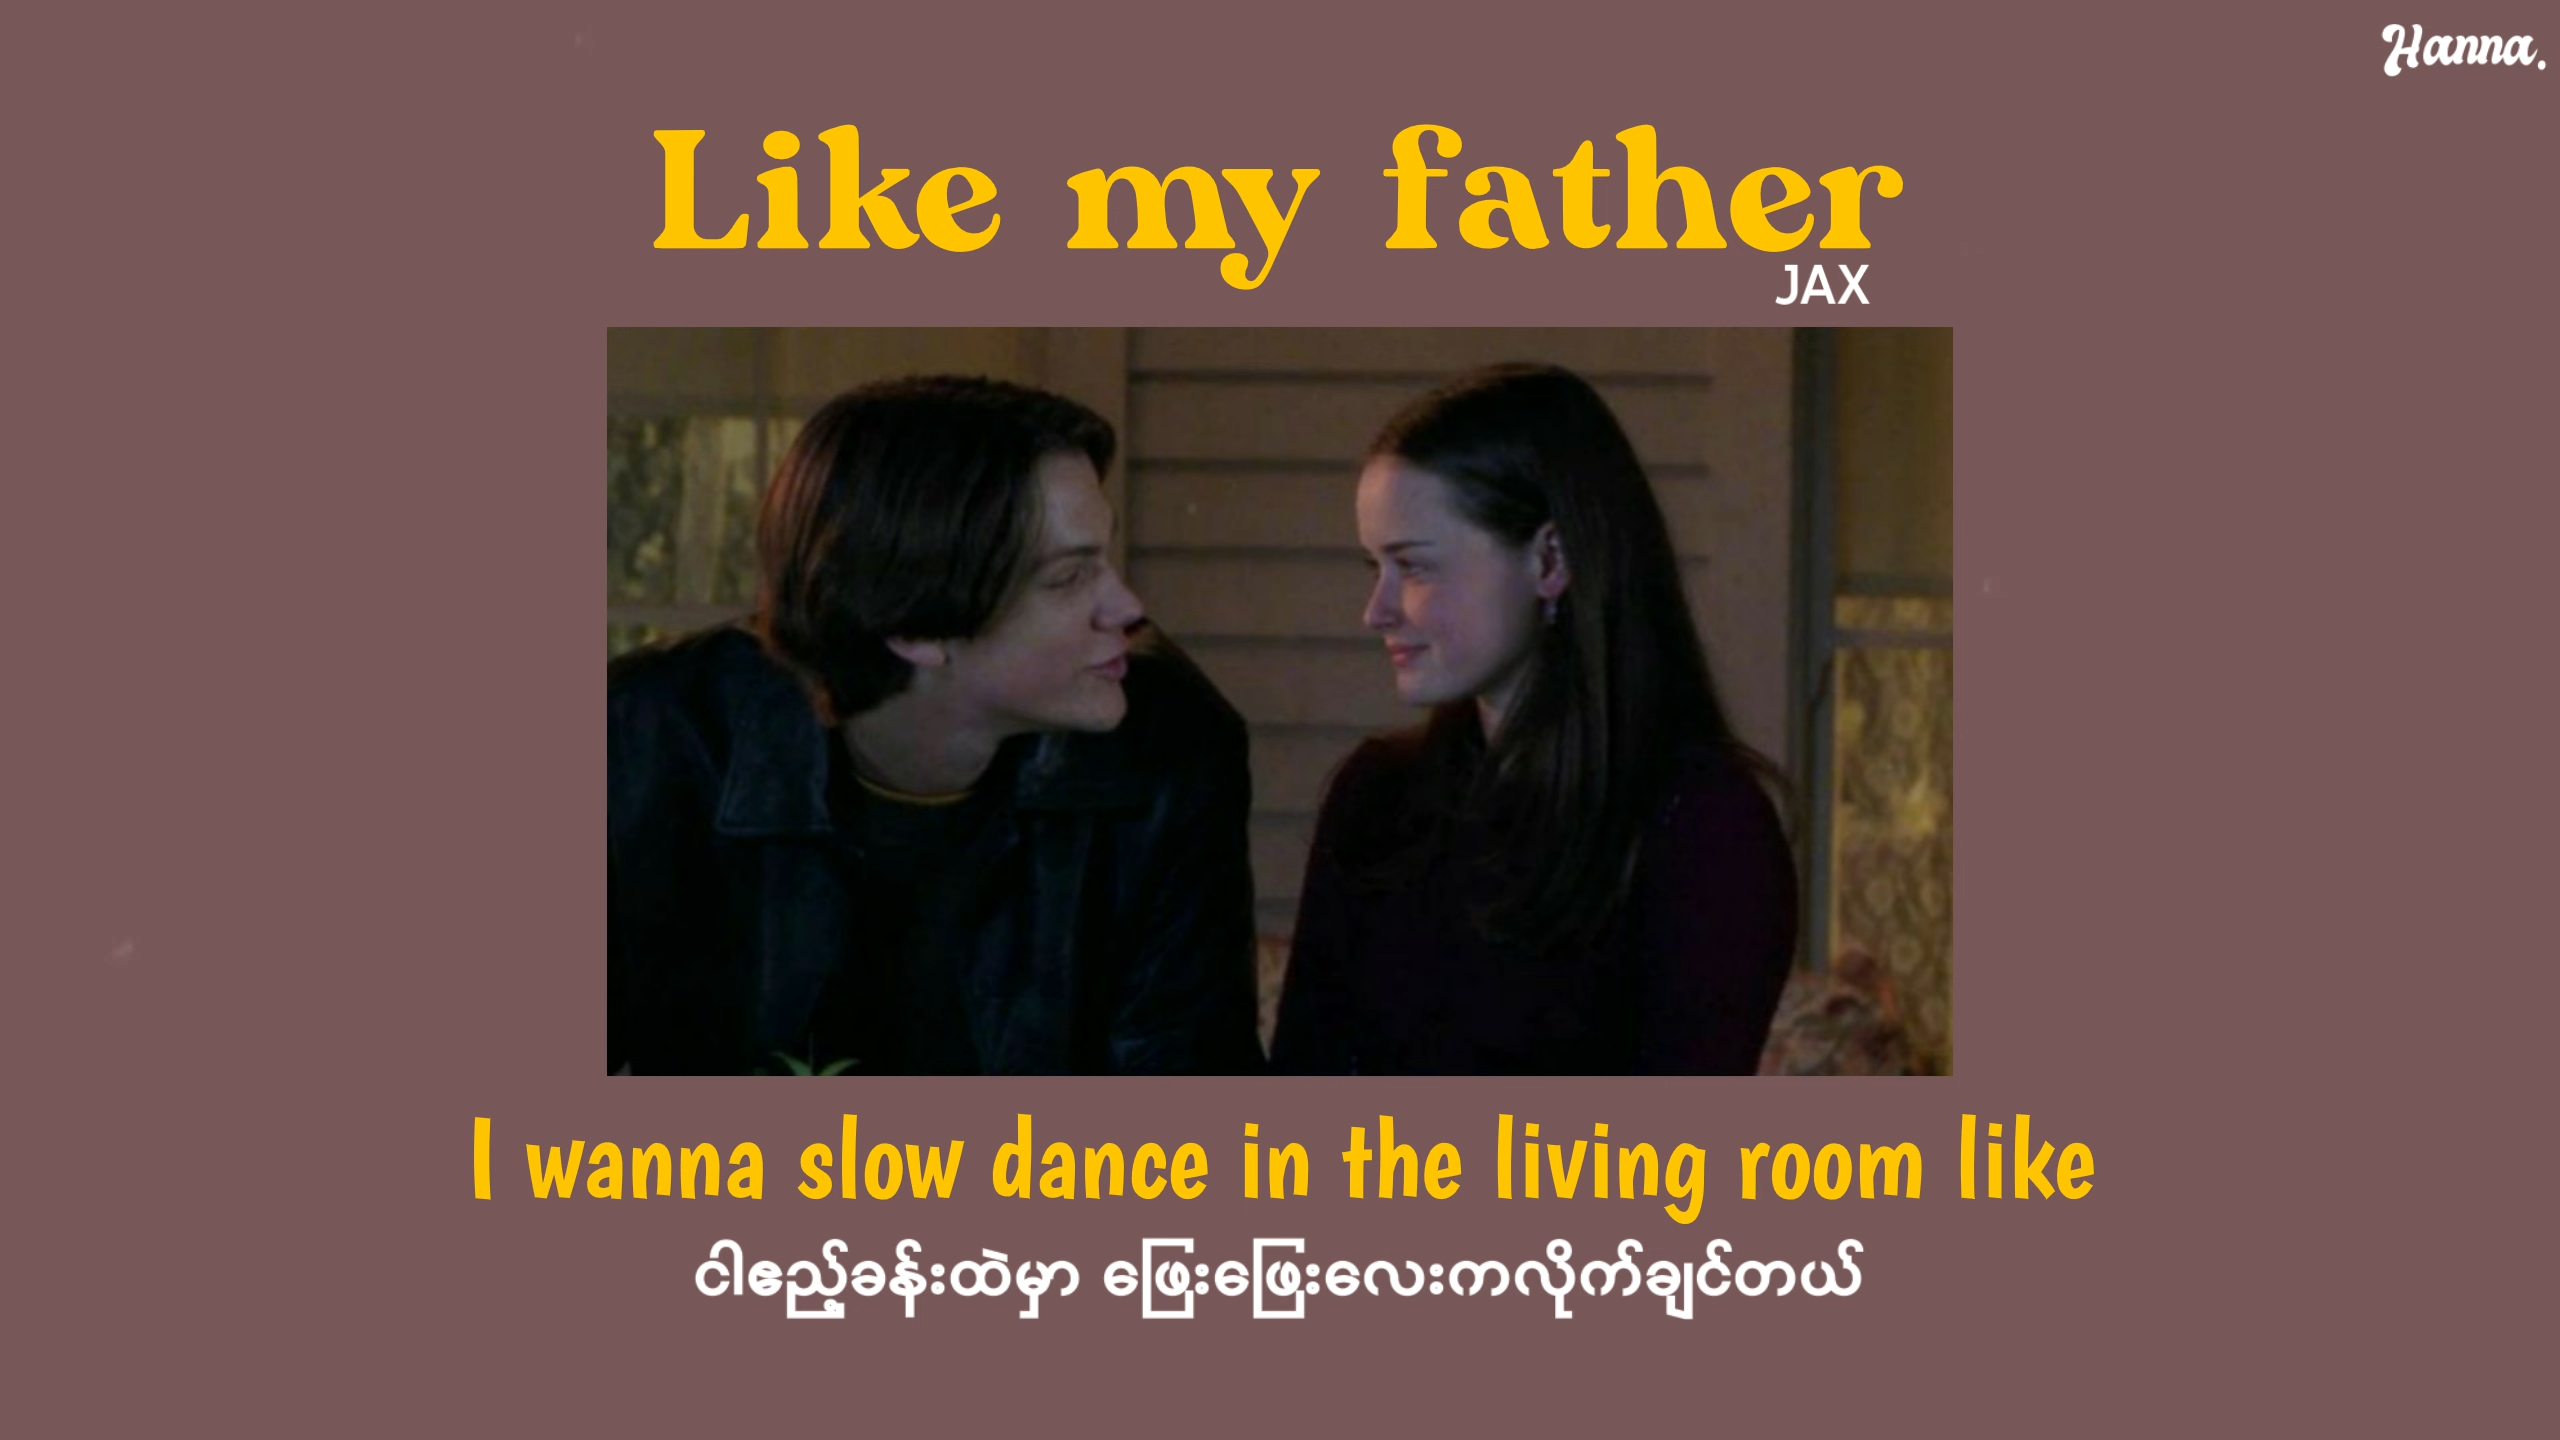 Hanna.
Like my father
JAX
I wanna slow dance in the living room like
ငါဧည့်ခန်းထဲမှာ ဖြေးဖြေးလေးကလိုက်ချင်တယ်